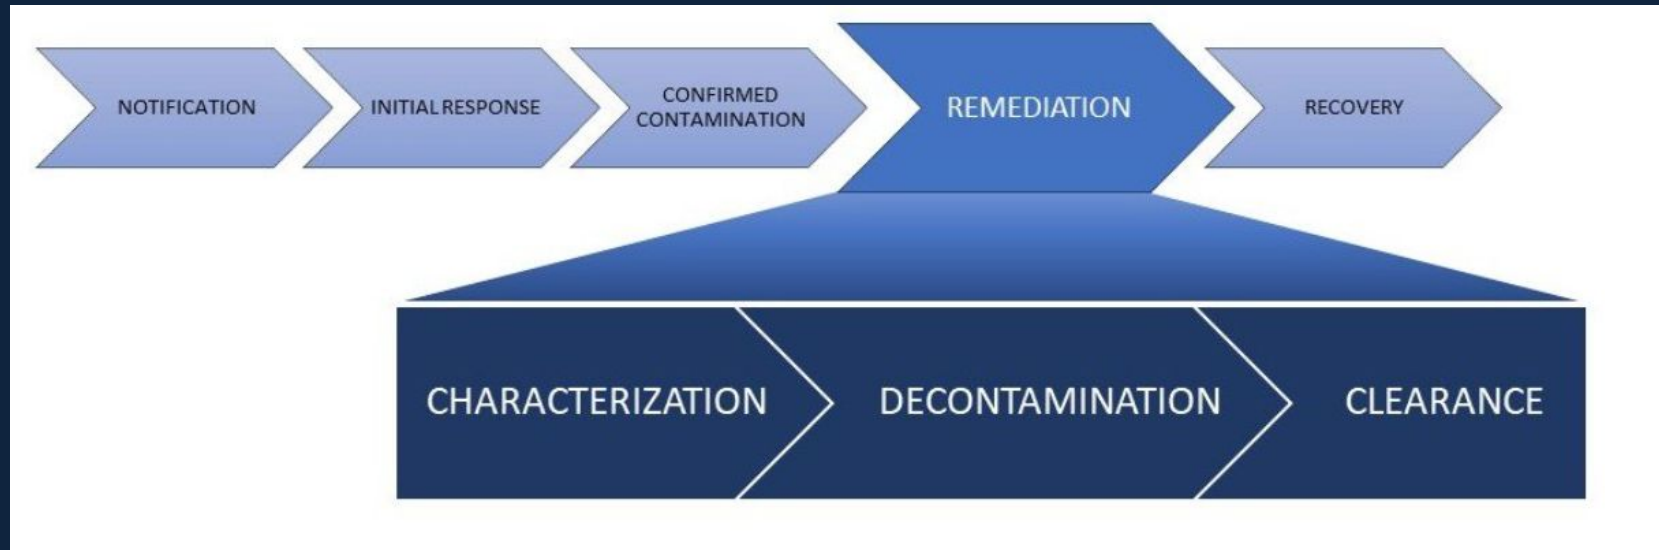 NOTIFICATION
INITIAL RESPONSE
CONFIRMED
CONTAMINATION
REMEDIATION
RECOVERY
CHARACTERIZATION
DECONTAMINATION
CLEARANCE